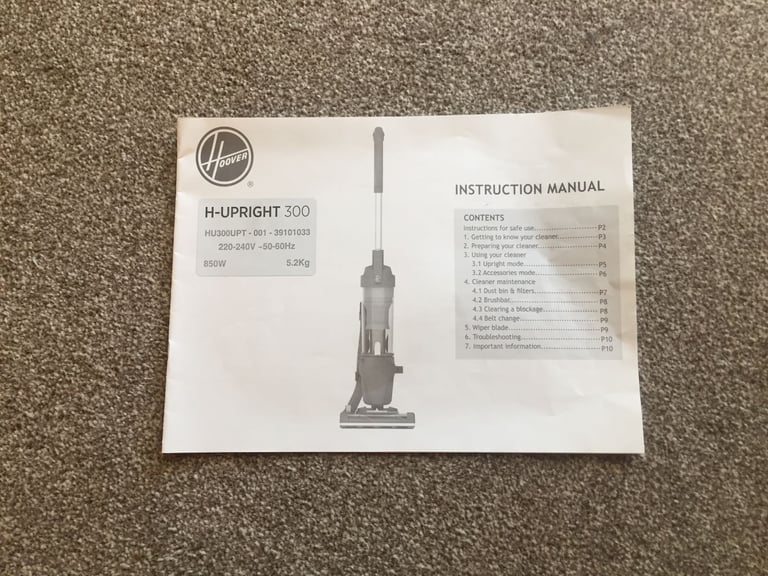 HOOVER
®
H-UPRIGHT 300
HU300UPT - 001 - 39101033
220-240V ~50-60Hz
850W 5.2Kg
INSTRUCTION MANUAL
CONTENTS
Instructions for safe use P2
1. Getting to know your cleaner P3
2. Preparing your cleaner P4
3. Using your cleaner
3.1 Upright mode P5
3.2 Accessories mode P6
4. Cleaner maintenance
4.1 Dust bin & filters P7
4.2 Brushbar P8
4.3 Clearing a blockage P8
4.4 Belt change P9
5. Wiper blade P9
6. Troubleshooting P10
7. Important information P10